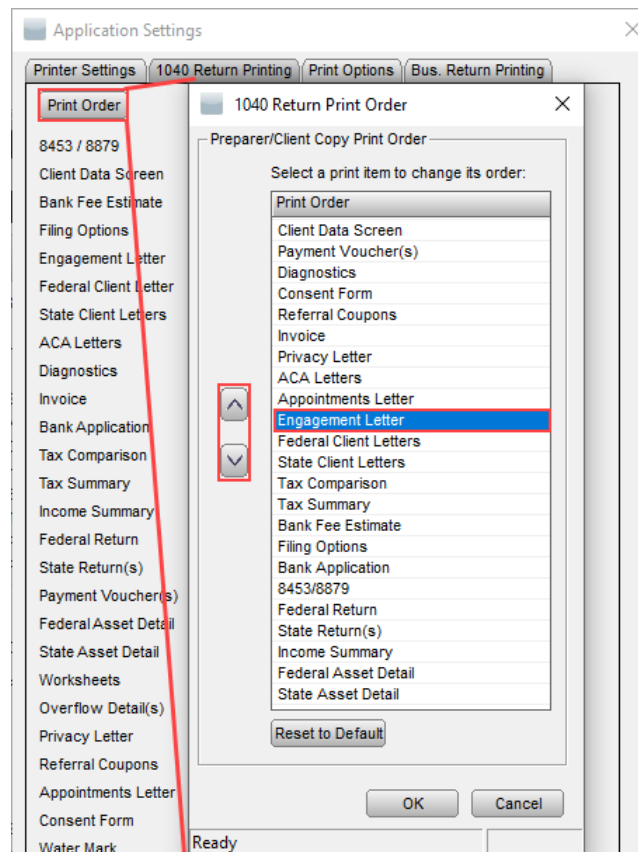 Application Settings
Printer Settings
1040 Return Printing
Print Options
Bus. Return Printing
Print Order
8453 / 8879
Client Data Screen
Bank Fee Estimate
Filing Options
Engagement Letter
Federal Client Letter
State Client Letters
ACA Letters
Diagnostics
Invoice
Bank Application
Tax Comparison
Tax Summary
Income Summary
Federal Return
State Return(s)
Payment Voucher(s)
Federal Asset Detail
State Asset Detail
Worksheets
Overflow Detail(s)
Privacy Letter
Referral Coupons
Appointments Letter
Consent Form
Water Mark
1040 Return Print Order
Preparer/Client Copy Print Order
Select a print item to change its order:
Print Order
Client Data Screen
Payment Voucher(s)
Diagnostics
Consent Form
Referral Coupons
Invoice
Privacy Letter
ACA Letters
Appointments Letter
Engagement Letter
Federal Client Letters
State Client Letters
Tax Comparison
Tax Summary
Bank Fee Estimate
Filing Options
Bank Application
8453/8879
Federal Return
State Return(s)
Income Summary
Federal Asset Detail
State Asset Detail
Reset to Default
OK
Cancel
Ready